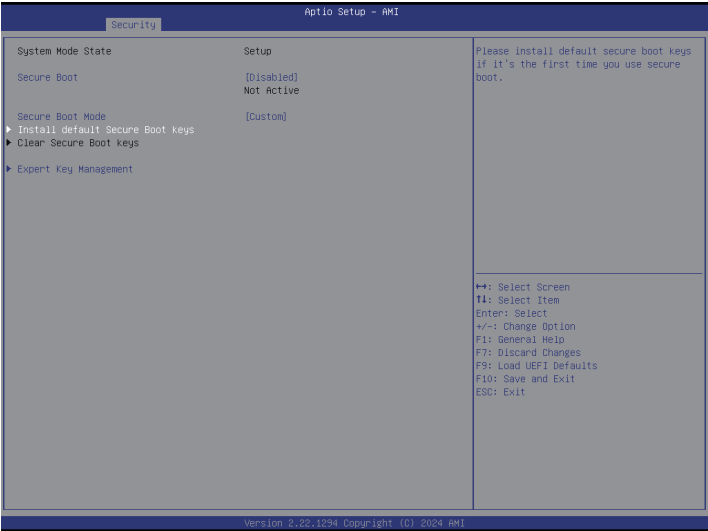 Aptio Setup – AMI
Security
System Mode State Setup
Secure Boot [Disabled]
Not Active
Secure Boot Mode [Custom]
▶ Install default Secure Boot keys
▶ Clear Secure Boot keys
▶ Expert Key Management
Please install default secure boot keys
if it's the first time you use secure
boot.
↔: Select Screen
↑↓: Select Item
Enter: Select
+/-: Change Option
F1: General Help
F7: Discard Changes
F9: Load UEFI Defaults
F10: Save and Exit
ESC: Exit
Version 2.22.1294 Copyright (C) 2024 AMI